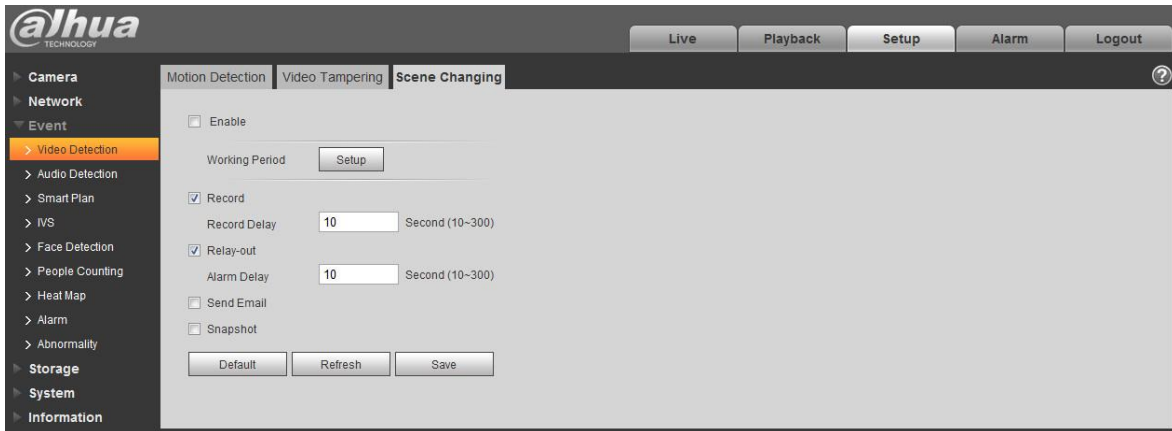 alhua
TECHNOLOGY
Live Playback Setup Alarm Logout
Camera
Network
Event
Video Detection
Audio Detection
Smart Plan
IVS
Face Detection
People Counting
Heat Map
Alarm
Abnormality
Storage
System
Information
Motion Detection Video Tampering Scene Changing ?
Enable
Working Period Setup
Record
Record Delay 10 Second (10~300)
Relay-out
Alarm Delay 10 Second (10~300)
Send Email
Snapshot
Default Refresh Save